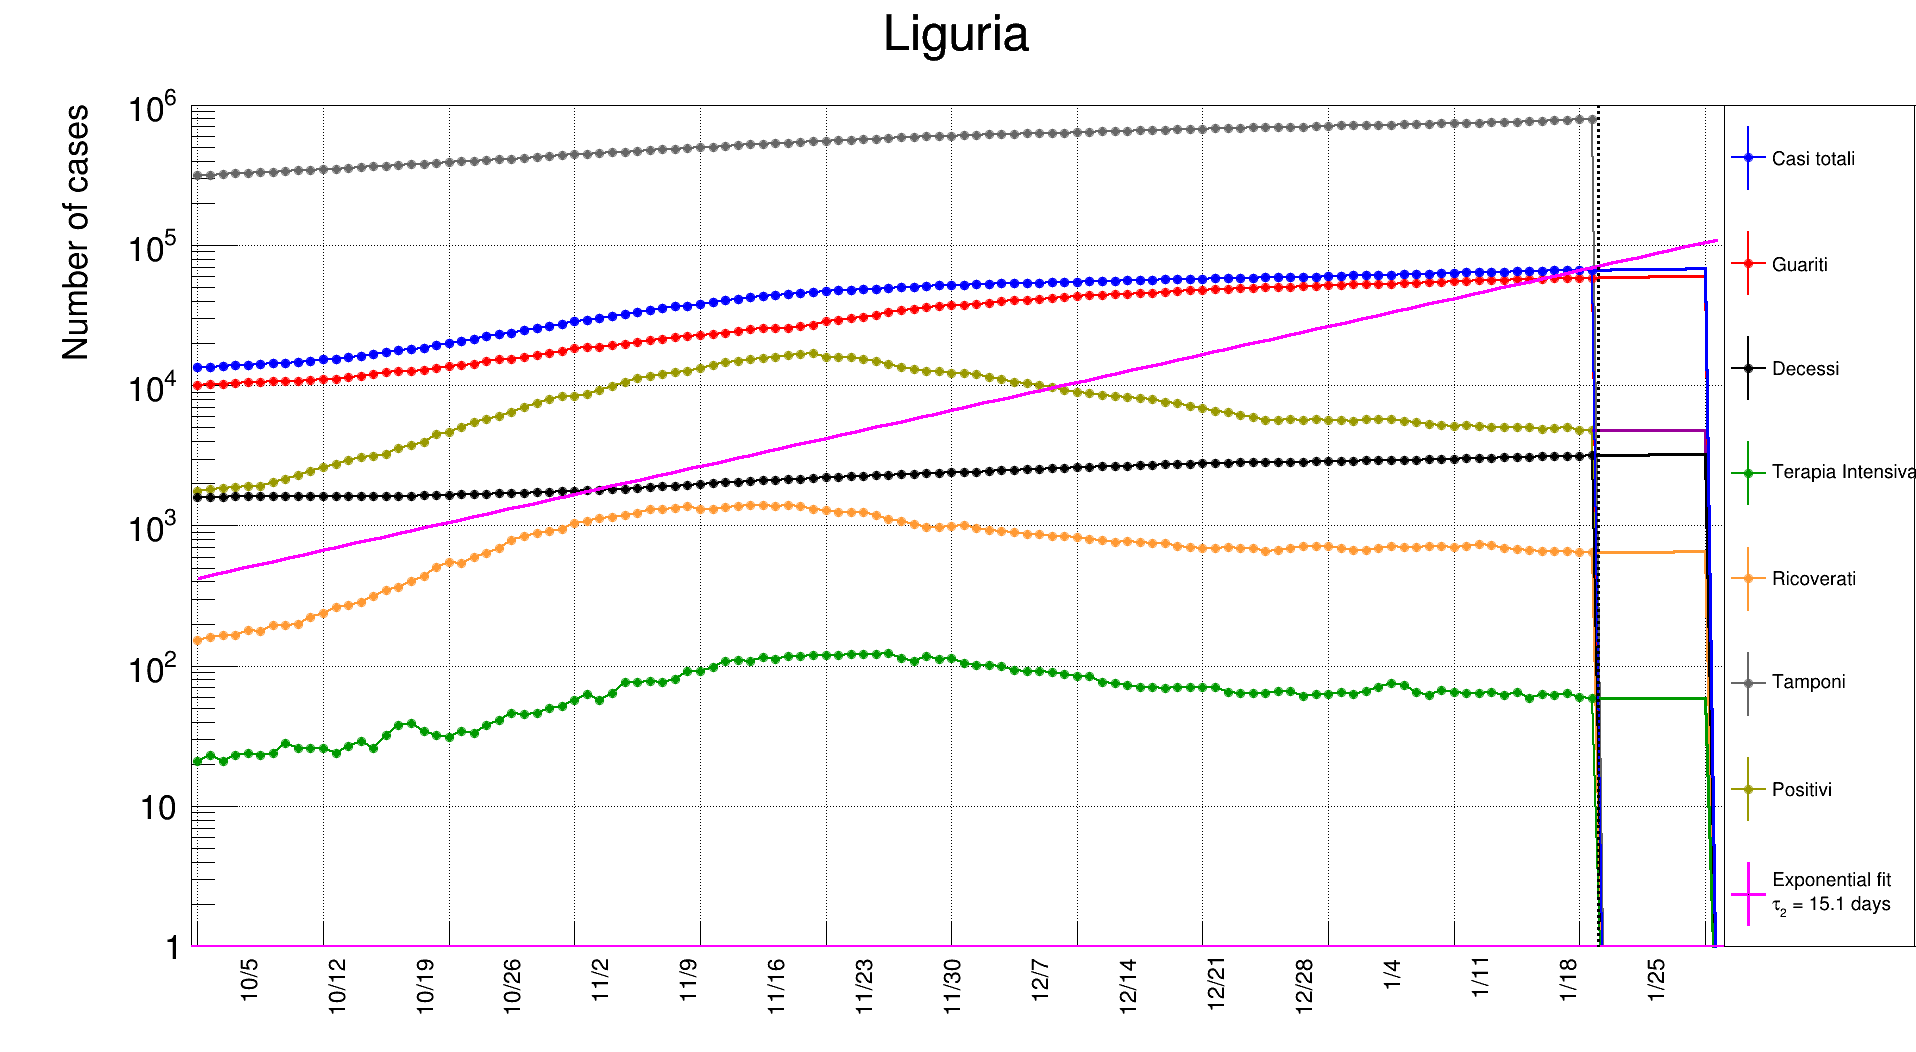 Liguria
Number of cases
10^6
10^5
10^4
10^3
10^2
10
1
10/5
10/12
10/19
10/26
11/2
11/9
11/16
11/23
11/30
12/7
12/14
12/21
12/28
1/4
1/11
1/18
1/25
Casi totali
Guariti
Decessi
Terapia Intensiva
Ricoverati
Tamponi
Positivi
Exponential fit
τ₂ = 15.1 days